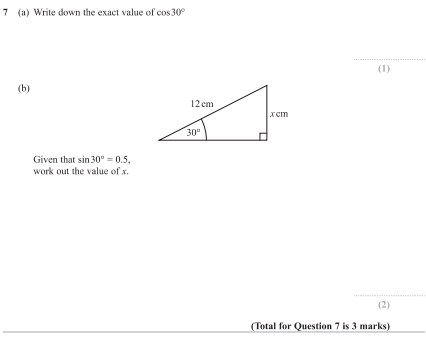 7 (a) Write down the exact value of cos 30°
(1)
(b)
12 cm
x cm
30°
Given that sin 30° = 0.5,
work out the value of x.
(2)
(Total for Question 7 is 3 marks)